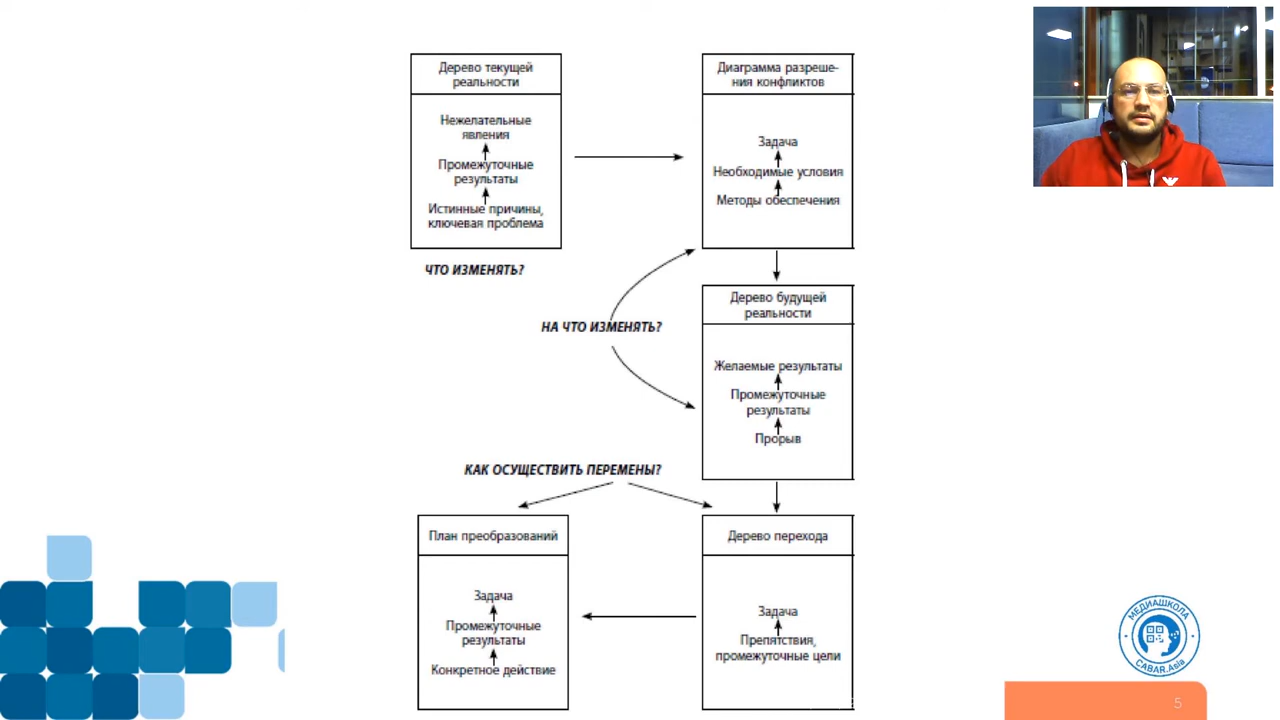 Дерево текущей
реальности
Нежелательные
явления
Промежуточные
результаты
Истинные причины,
ключевая проблема
ЧТО ИЗМЕНЯТЬ?
Диаграмма разреше-
ния конфликтов
Задача
Необходимые условия
Методы обеспечения
НА ЧТО ИЗМЕНЯТЬ?
Дерево будущей
реальности
Желаемые результаты
Промежуточные
результаты
Прорыв
КАК ОСУЩЕСТВИТЬ ПЕРЕМЕНЫ?
План преобразований
Задача
Промежуточные
результаты
Конкретное действие
Дерево перехода
Задача
Препятствия,
промежуточные цели
МЕДИАШКОЛА
CABAR.Asia
5